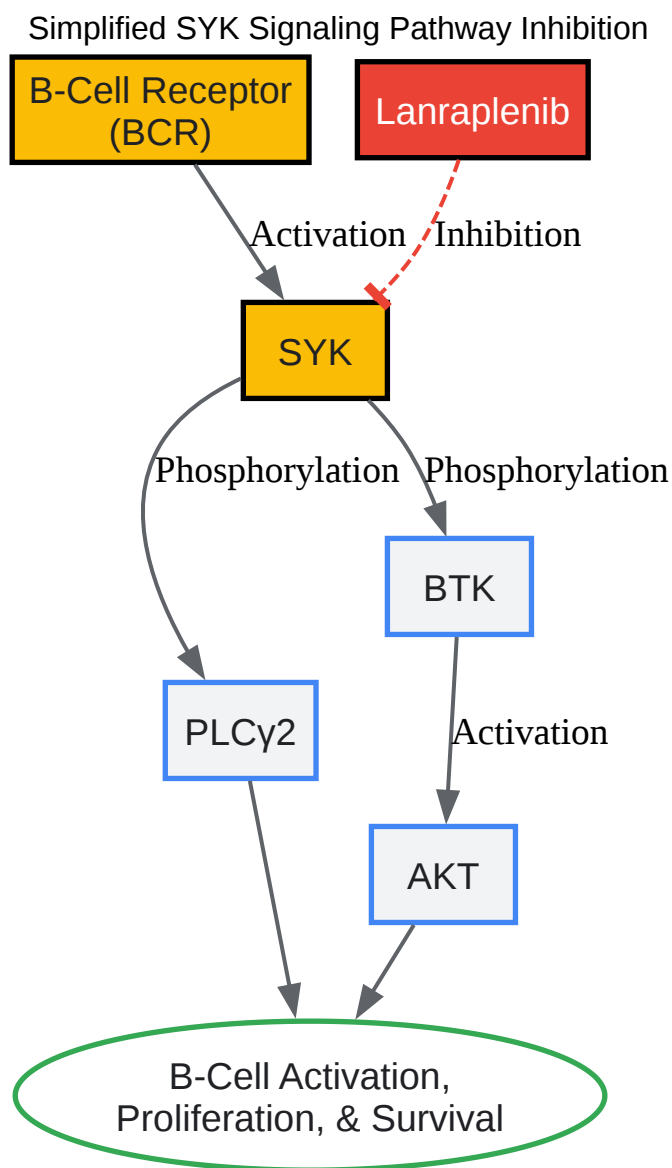 Simplified SYK Signaling Pathway Inhibition
B-Cell Receptor
(BCR)
Lanraplenib
Activation
Inhibition
SYK
Phosphorylation
Phosphorylation
BTK
PLCγ2
Activation
AKT
B-Cell Activation,
Proliferation, & Survival